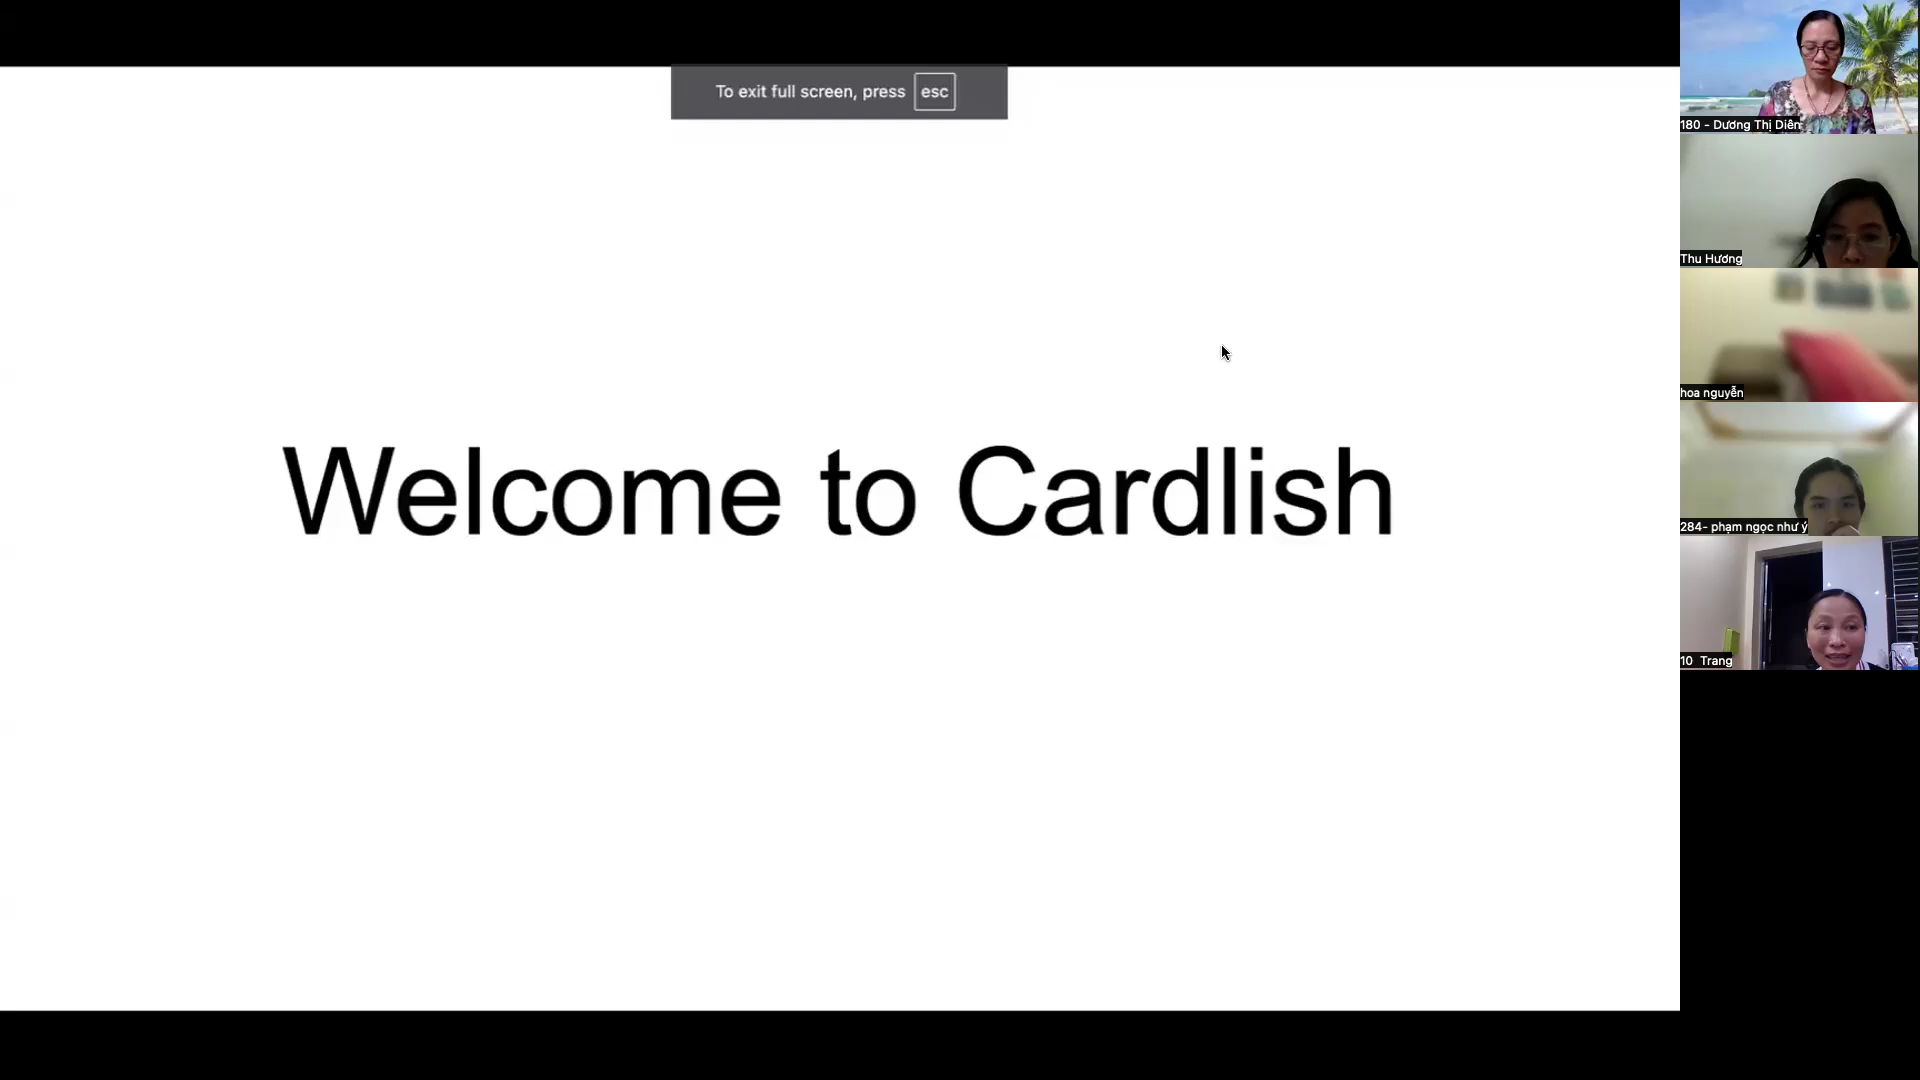 To exit full screen, press esc
Welcome to Cardlish
180 - Dương Thị Diên
Thu Hương
hoa nguyễn
284- phạm ngọc như ý
10 Trang